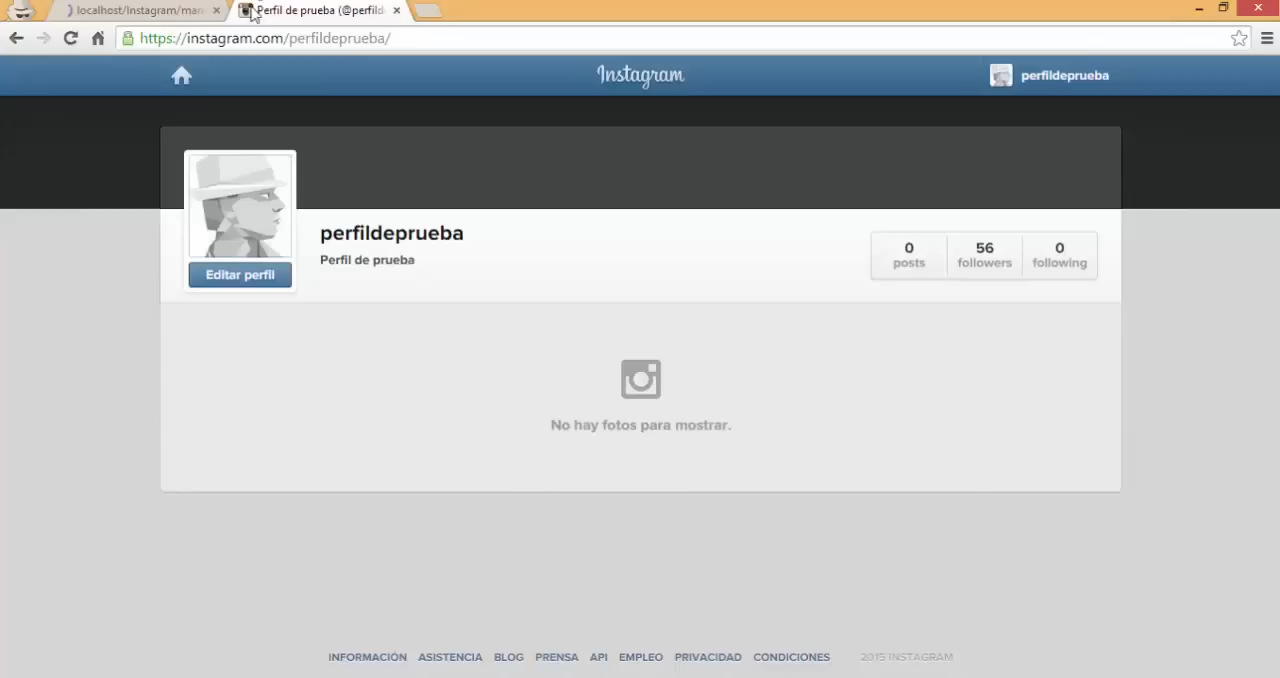 localhost/Instagram/man
Perfil de prueba (@perfild
https://instagram.com/perfildeprueba/
Instagram
perfildeprueba
perfildeprueba
Perfil de prueba
Editar perfil
0 56 0
posts followers following
No hay fotos para mostrar.
INFORMACIÓN ASISTENCIA BLOG PRENSA API EMPLEO PRIVACIDAD CONDICIONES 2015 INSTAGRAM